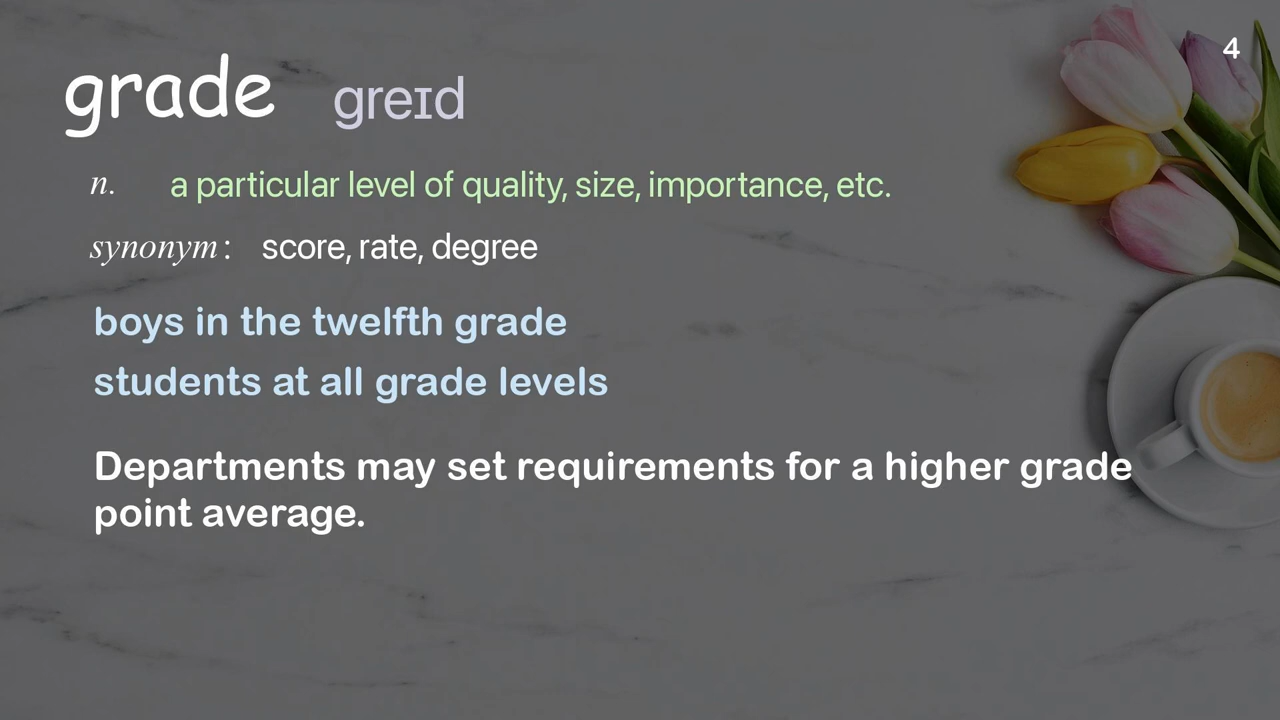 4
grade greɪd
n. a particular level of quality, size, importance, etc.
synonym: score, rate, degree
boys in the twelfth grade
students at all grade levels
Departments may set requirements for a higher grade
point average.